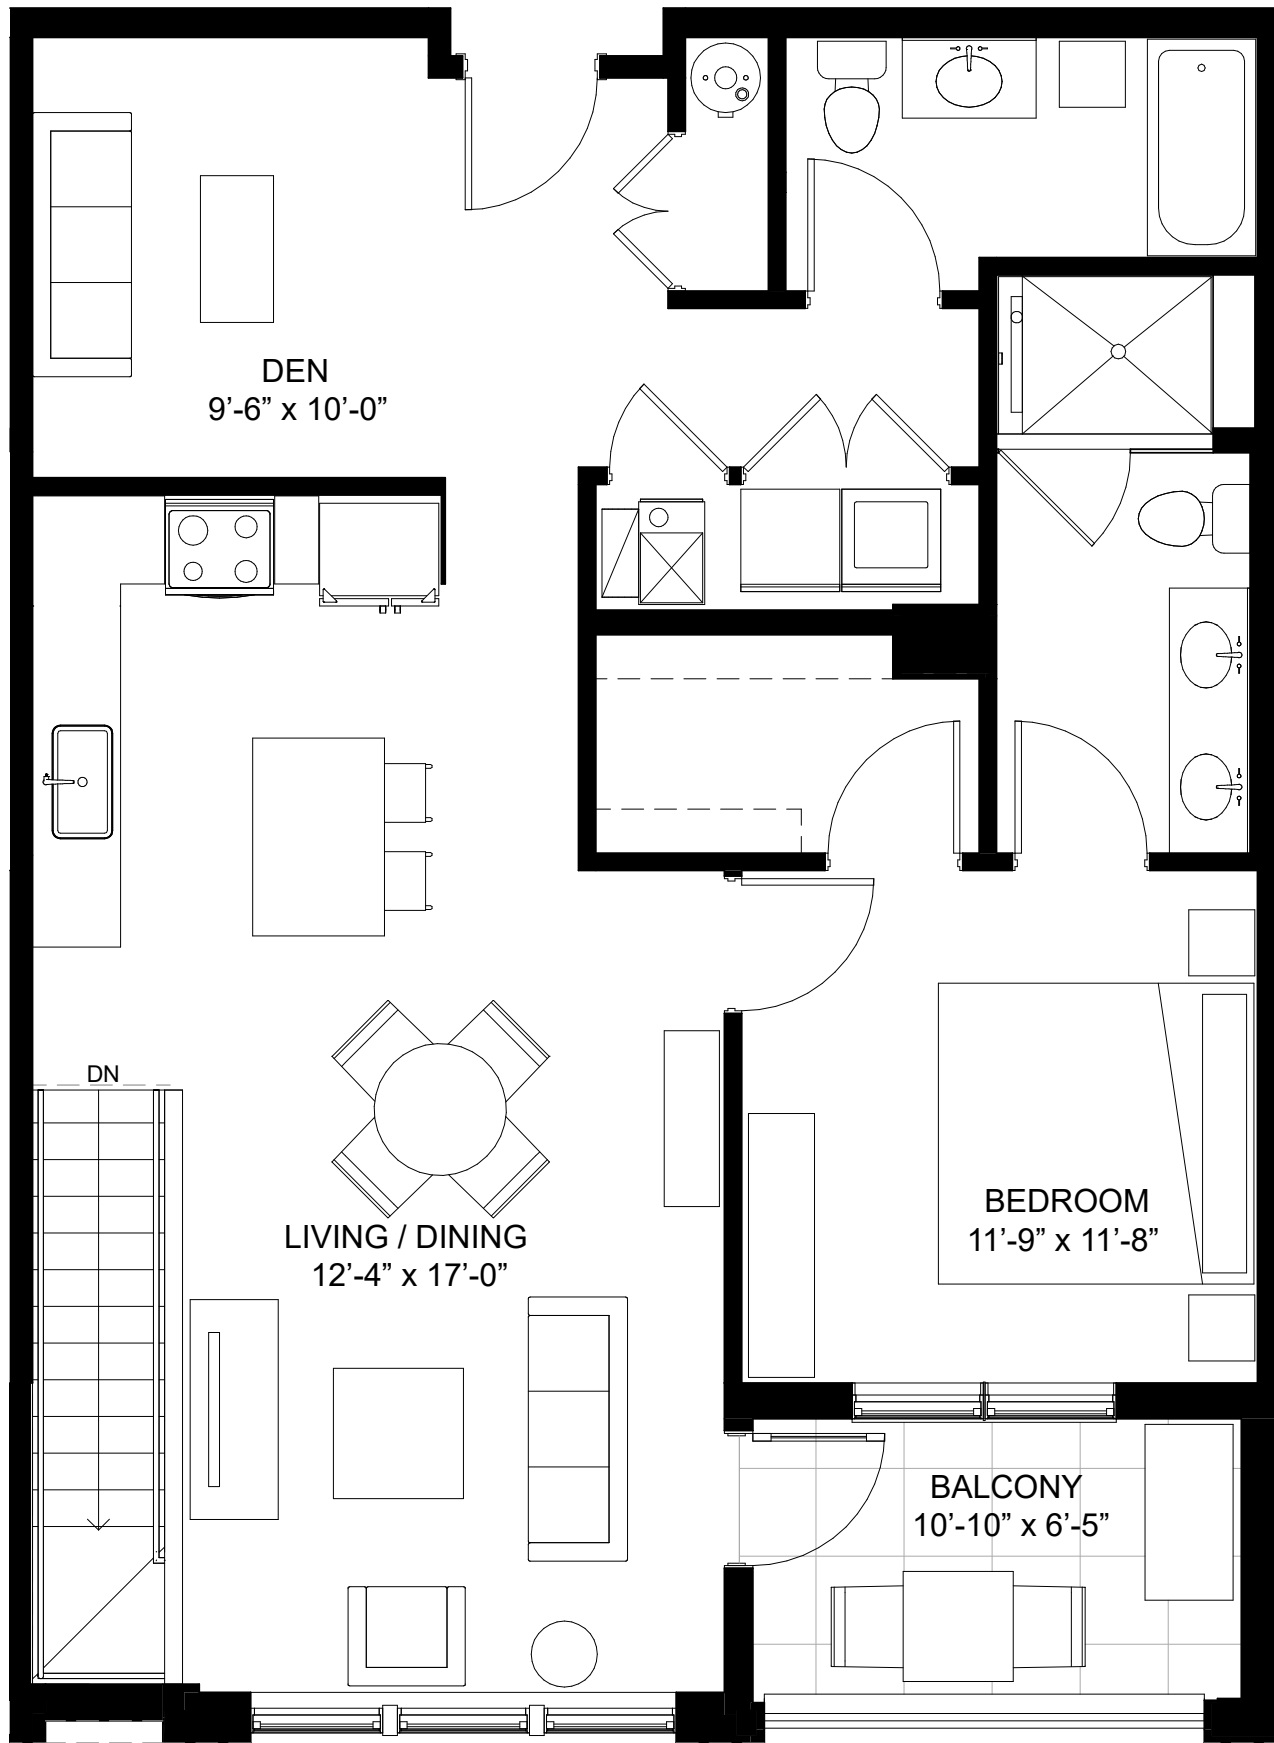 DEN
9’-6” x 10’-0”
DN
BEDROOM
11’-9” x 11’-8”
LIVING / DINING
12’-4” x 17’-0”
BALCONY
10’-10” x 6’-5”